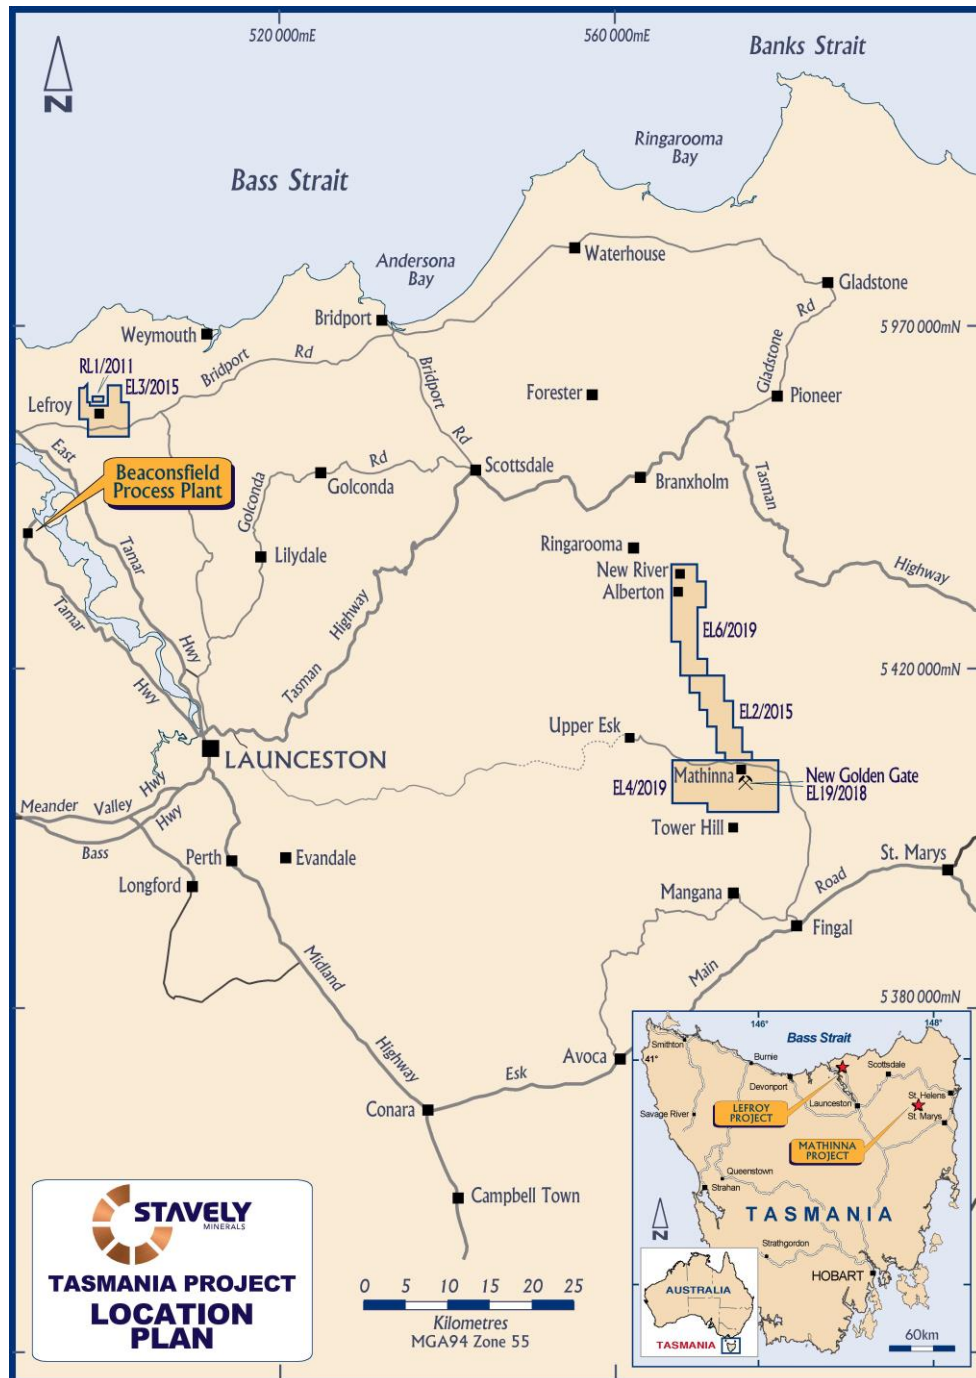 520 000mE
560 000mE
Banks Strait
N
Ringarooma
Bay
Bass Strait
Andersona
Bay
Waterhouse
Gladstone
Bridport
Weymouth
5 970 000mN
Rd
Gladstone
RL1/2011
EL3/2015
Bridport
Rd
Bridport
Rd
Lefroy
Forester
Pioneer
East
Tamar
Hwy
Beaconsfield
Process Plant
Golconda
Rd
Golconda
Scottsdale
Branxholm
Tasman
Highway
Lilydale
Ringarooma
New River
Alberton
EL6/2019
Tamar
Hwy
Tasman
Highway
5 420 000mN
EL2/2015
Upper Esk
LAUNCESTON
Mathinna
New Golden Gate
EL19/2018
EL4/2019
Meander
Valley
Hwy
Bass
Hwy
Tower Hill
Perth
Evandale
Longford
St. Marys
Mangana
Fingal
Midland
Highway
Esk
Main
Road
5 380 000mN
Avoca
Conara
Campbell Town
STAVELY
MINERALS
TASMANIA PROJECT
LOCATION
PLAN
0 5 10 15 20 25
Kilometres
MGA94 Zone 55
146°
148°
Bass Strait
41°
Smithton
Burnie
Devonport
Scottsdale
LEFROY
PROJECT
Launceston
St. Helens
St. Marys
Savage River
MATHINNA
PROJECT
Queenstown
Strahan
TASMANIA
N
Strathgordon
HOBART
AUSTRALIA
TASMANIA
60km